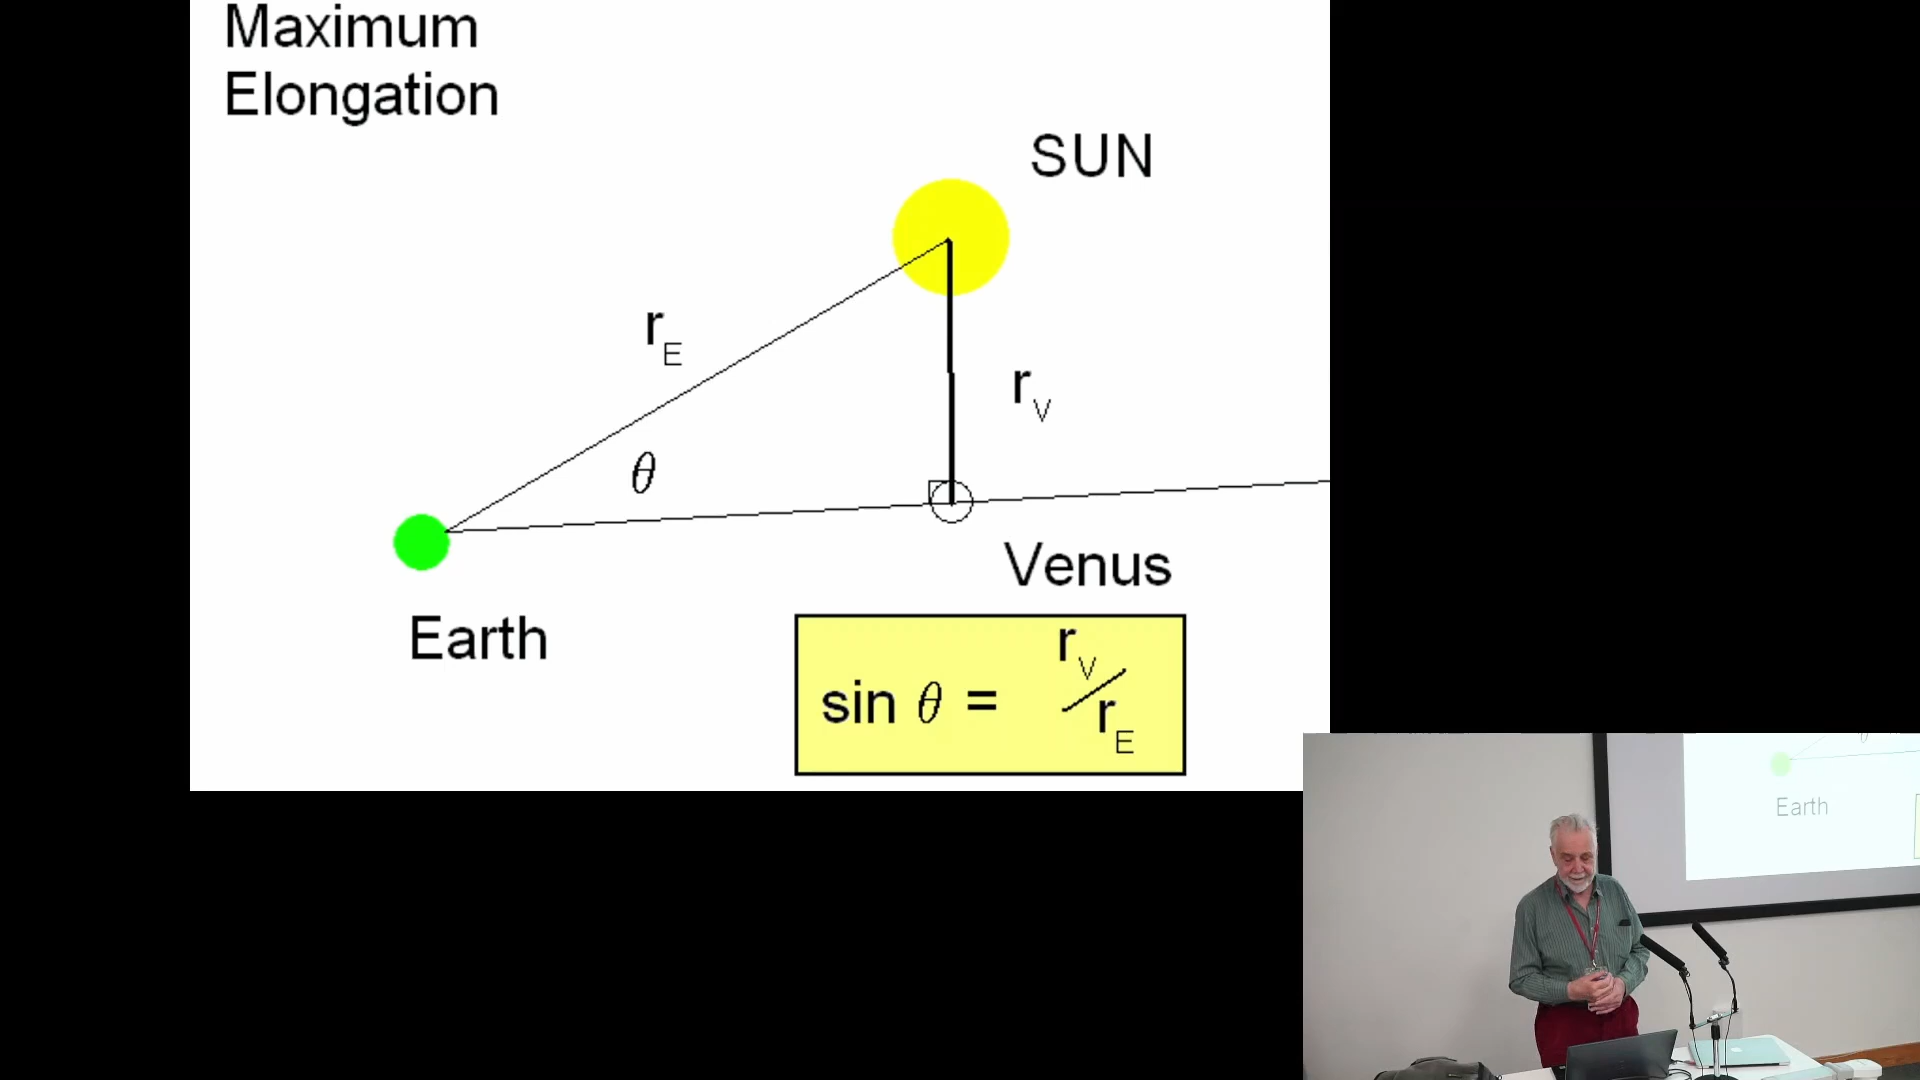 Maximum
Elongation
SUN
r_E
r_V
θ
Venus
Earth
sin θ = r_V/r_E
Earth